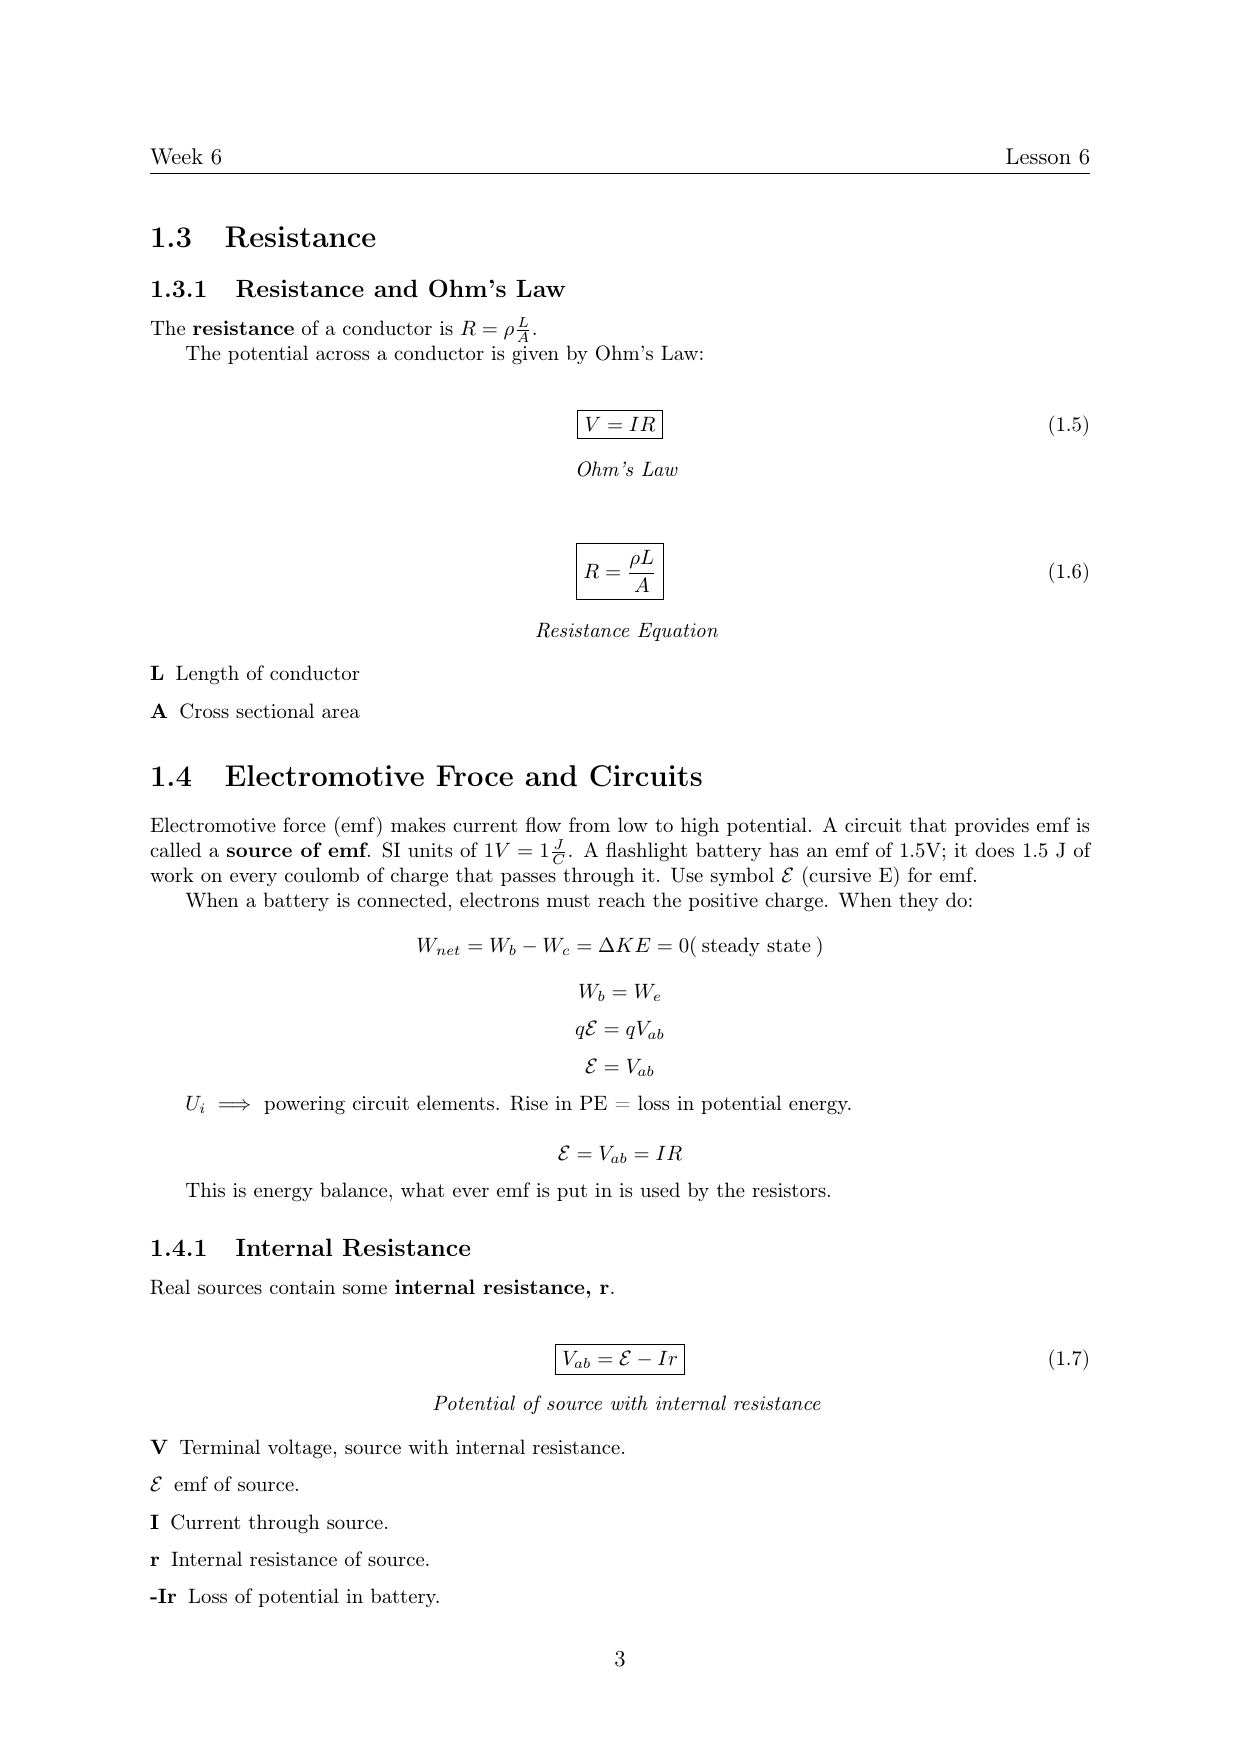 Week 6 Lesson 6
1.3 Resistance
1.3.1 Resistance and Ohm's Law
The resistance of a conductor is $R = \rho \frac{L}{A}$.
The potential across a conductor is given by Ohm's Law:
$V = IR$ (1.5)
Ohm's Law
$R = \frac{\rho L}{A}$ (1.6)
Resistance Equation
L Length of conductor
A Cross sectional area
1.4 Electromotive Froce and Circuits
Electromotive force (emf) makes current flow from low to high potential. A circuit that provides emf is
called a source of emf. SI units of $1V = 1\frac{J}{C}$. A flashlight battery has an emf of 1.5V; it does 1.5 J of
work on every coulomb of charge that passes through it. Use symbol $\mathcal{E}$ (cursive E) for emf.
When a battery is connected, electrons must reach the positive charge. When they do:
$W_{net} = W_b - W_c = \Delta KE = 0($ steady state $)$
$W_b = W_e$
$q\mathcal{E} = qV_{ab}$
$\mathcal{E} = V_{ab}$
$U_i \implies$ powering circuit elements. Rise in PE = loss in potential energy.
$\mathcal{E} = V_{ab} = IR$
This is energy balance, what ever emf is put in is used by the resistors.
1.4.1 Internal Resistance
Real sources contain some internal resistance, r.
$V_{ab} = \mathcal{E} - Ir$ (1.7)
Potential of source with internal resistance
V Terminal voltage, source with internal resistance.
$\mathcal{E}$ emf of source.
I Current through source.
r Internal resistance of source.
-Ir Loss of potential in battery.
3